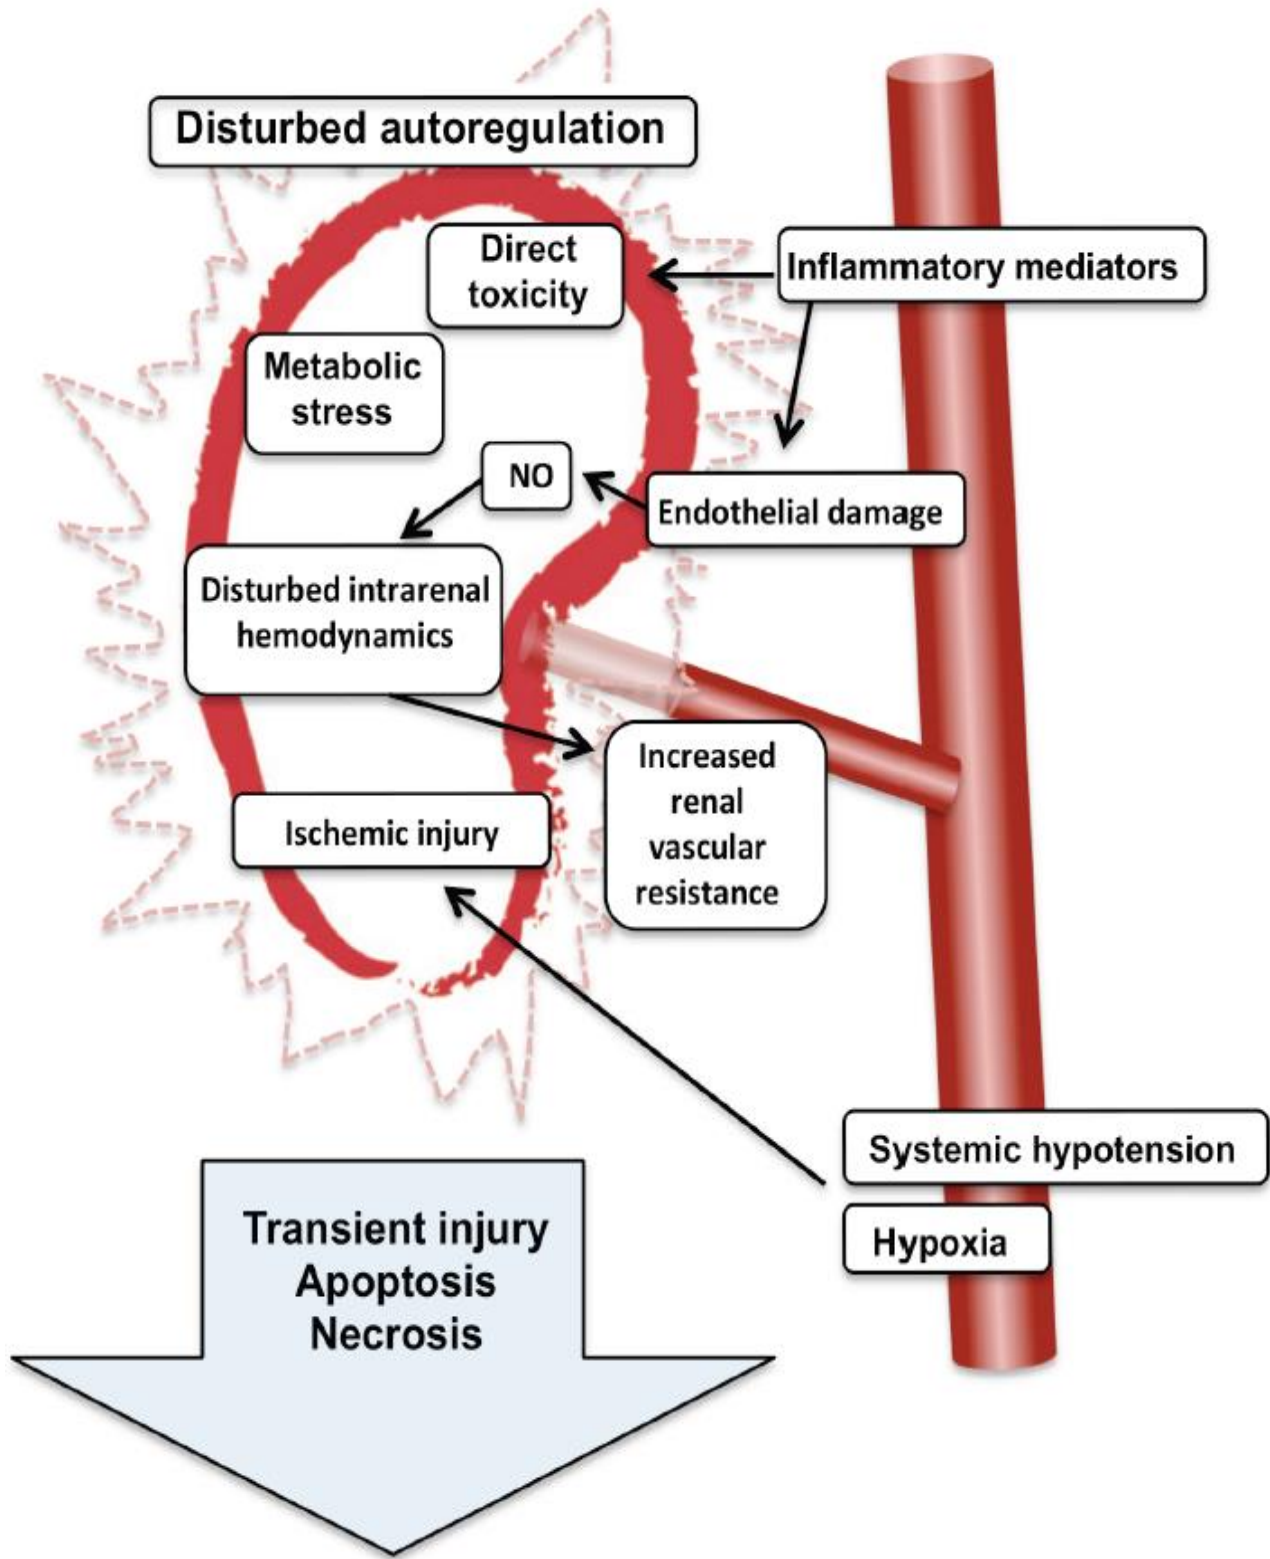 Disturbed autoregulation
Direct
toxicity
Inflammatory mediators
Metabolic
stress
NO
Endothelial damage
Disturbed intrarenal
hemodynamics
Increased
renal
vascular
resistance
Ischemic injury
Systemic hypotension
Hypoxia
Transient injury
Apoptosis
Necrosis